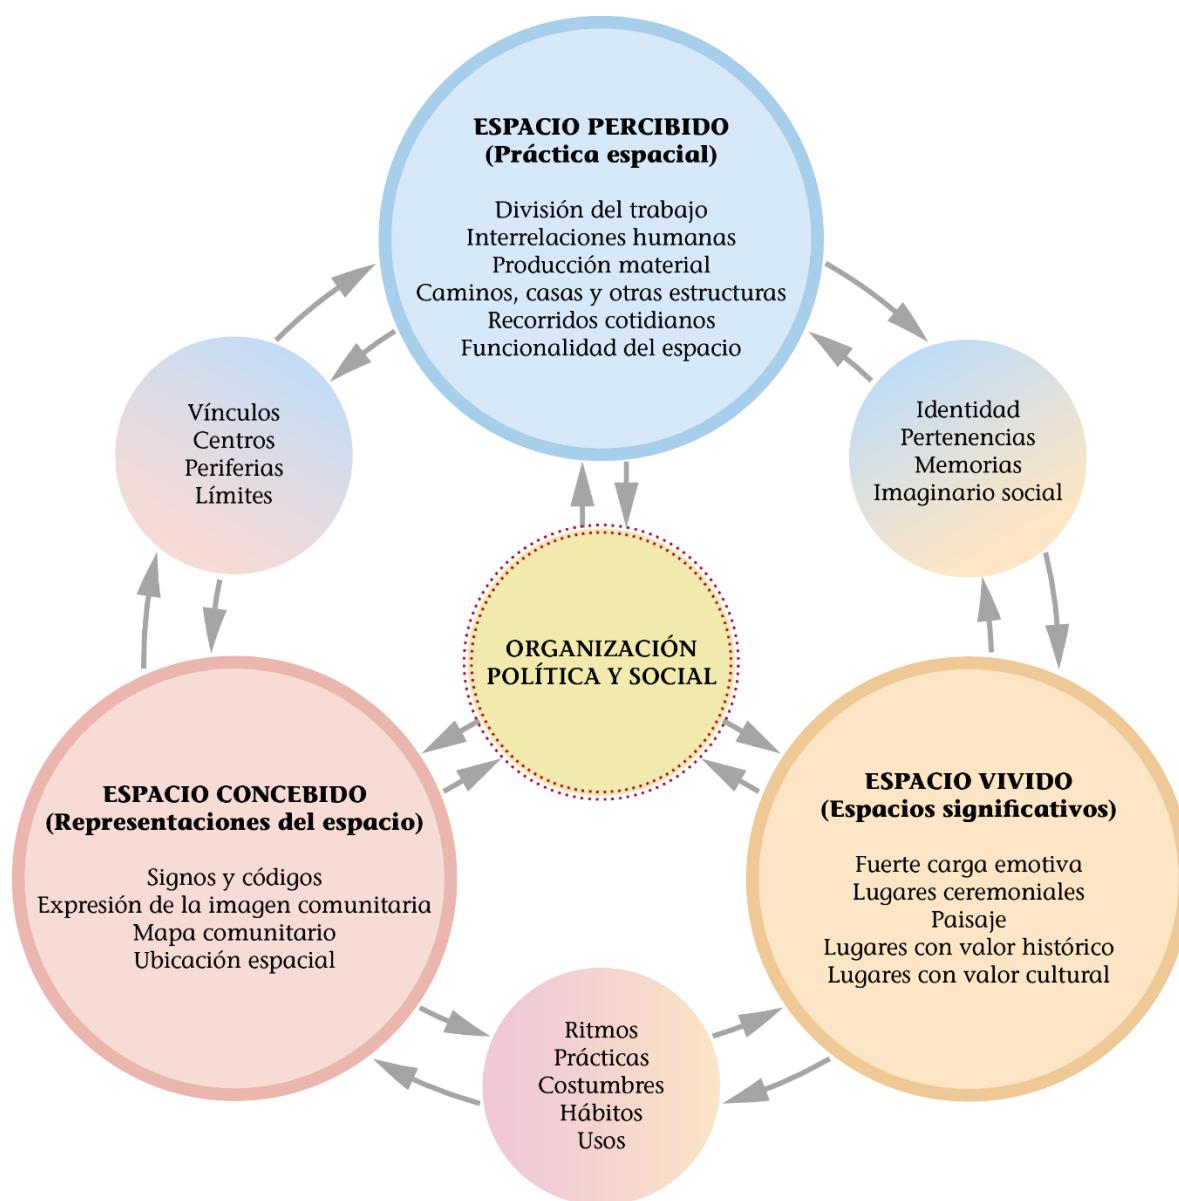 ESPACIO PERCIBIDO
(Práctica espacial)
División del trabajo
Interrelaciones humanas
Producción material
Caminos, casas y otras estructuras
Recorridos cotidianos
Funcionalidad del espacio
Vínculos
Centros
Periferias
Límites
Identidad
Pertenencias
Memorias
Imaginario social
ORGANIZACIÓN
POLÍTICA Y SOCIAL
ESPACIO CONCEBIDO
(Representaciones del espacio)
Signos y códigos
Expresión de la imagen comunitaria
Mapa comunitario
Ubicación espacial
ESPACIO VIVIDO
(Espacios significativos)
Fuerte carga emotiva
Lugares ceremoniales
Paisaje
Lugares con valor histórico
Lugares con valor cultural
Ritmos
Prácticas
Costumbres
Hábitos
Usos